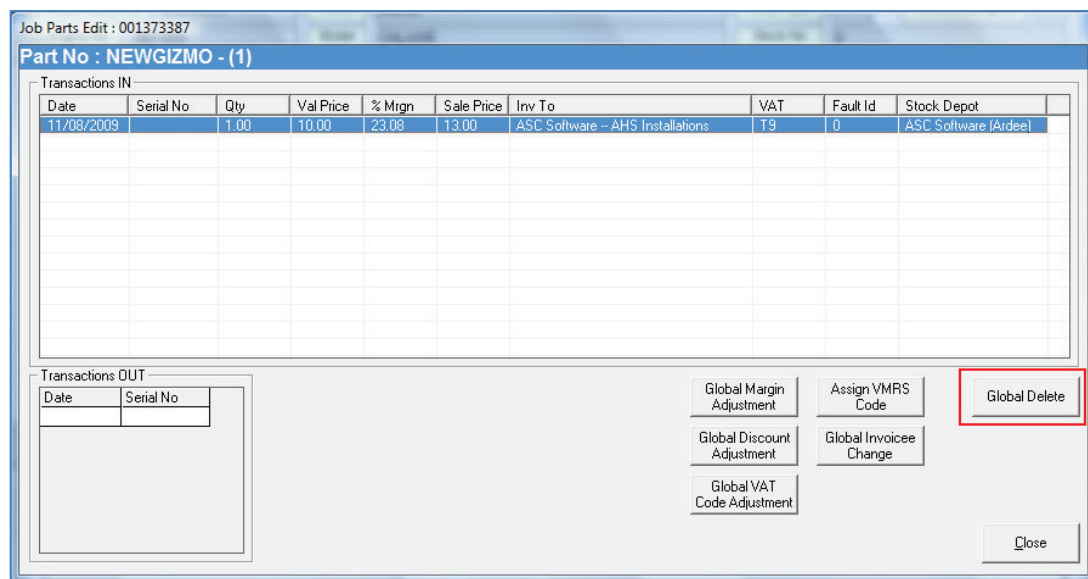 Job Parts Edit : 001373387
Part No : NEWGIZMO - (1)
Transactions IN
Date Serial No Qty Val Price % Mrgn Sale Price Inv To VAT Fault Id Stock Depot
11/08/2009 1.00 10.00 23.08 13.00 ASC Software -- AHS Installations T9 0 ASC Software (Ardee)
Transactions OUT
Date Serial No
Global Margin Adjustment
Assign VMRS Code
Global Delete
Global Discount Adjustment
Global Invoicee Change
Global VAT Code Adjustment
Close